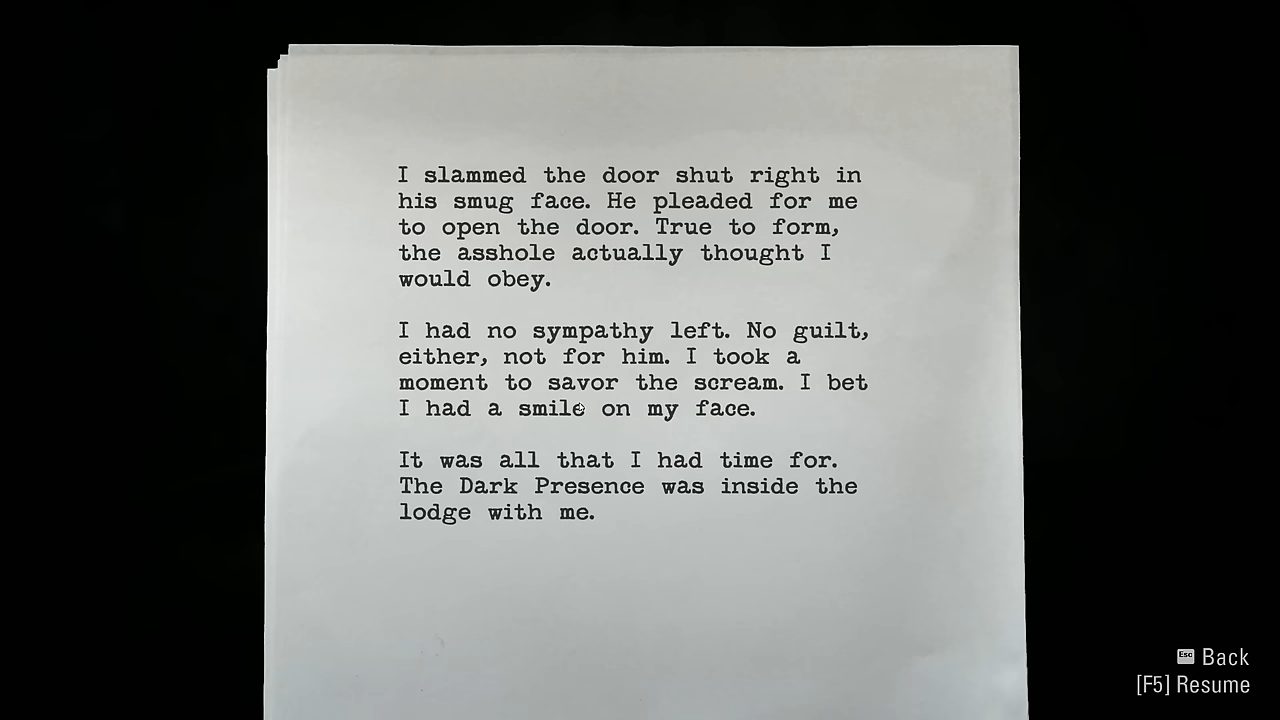 I slammed the door shut right in
his smug face. He pleaded for me
to open the door. True to form,
the asshole actually thought I
would obey.
I had no sympathy left. No guilt,
either, not for him. I took a
moment to savor the scream. I bet
I had a smile on my face.
It was all that I had time for.
The Dark Presence was inside the
lodge with me.
Esc Back
[F5] Resume